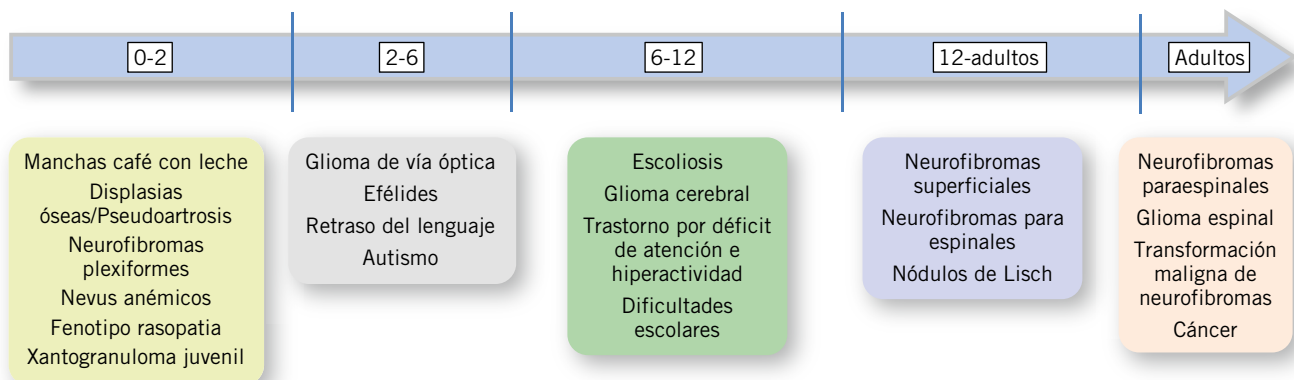 0-2
2-6
6-12
12-adultos
Adultos
Manchas café con leche
Displasias
óseas/Pseudoartrosis
Neurofibromas
plexiformes
Nevus anémicos
Fenotipo rasopatia
Xantogranuloma juvenil
Glioma de vía óptica
Efélides
Retraso del lenguaje
Autismo
Escoliosis
Glioma cerebral
Trastorno por déficit
de atención e
hiperactividad
Dificultades
escolares
Neurofibromas
superficiales
Neurofibromas para
espinales
Nódulos de Lisch
Neurofibromas
paraespinales
Glioma espinal
Transformación
maligna de
neurofibromas
Cáncer